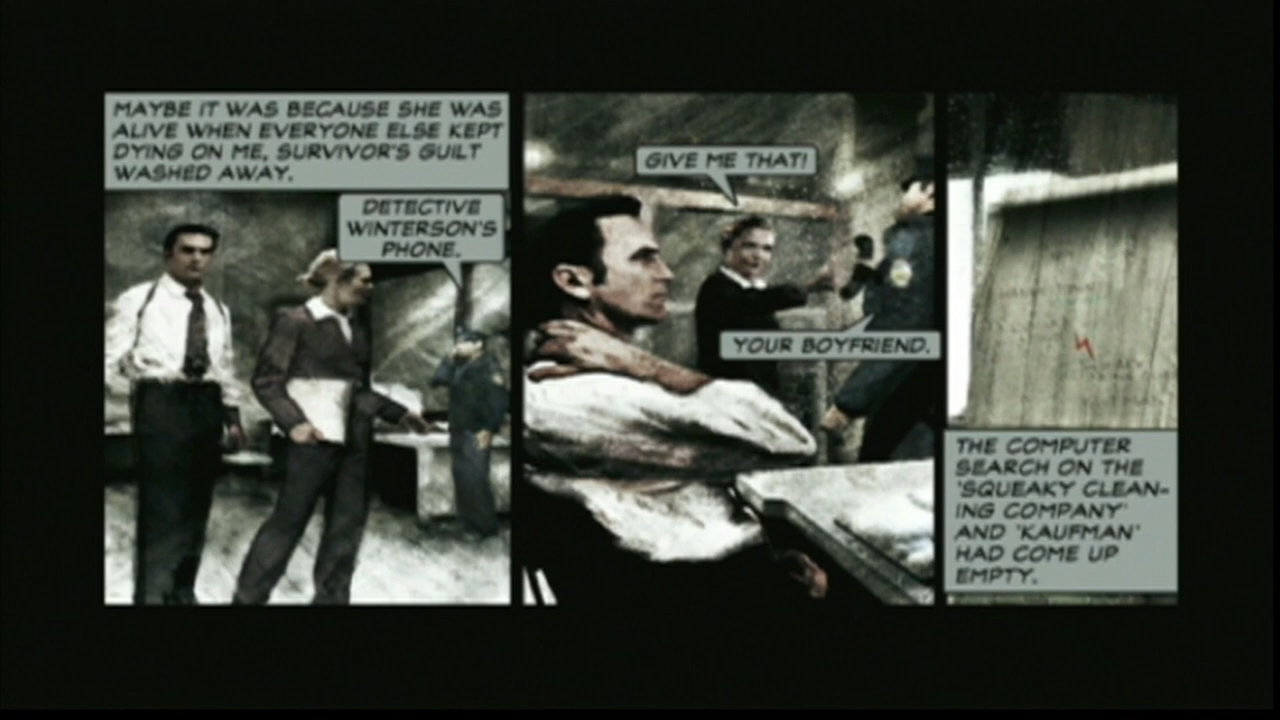 MAYBE IT WAS BECAUSE SHE WAS
ALIVE WHEN EVERYONE ELSE KEPT
DYING ON ME, SURVIVOR'S GUILT
WASHED AWAY.
DETECTIVE
WINTERSON'S
PHONE.
GIVE ME THAT!
YOUR BOYFRIEND.
THE COMPUTER
SEARCH ON THE
'SQUEAKY CLEAN-
ING COMPANY'
AND 'KAUFMAN'
HAD COME UP
EMPTY.